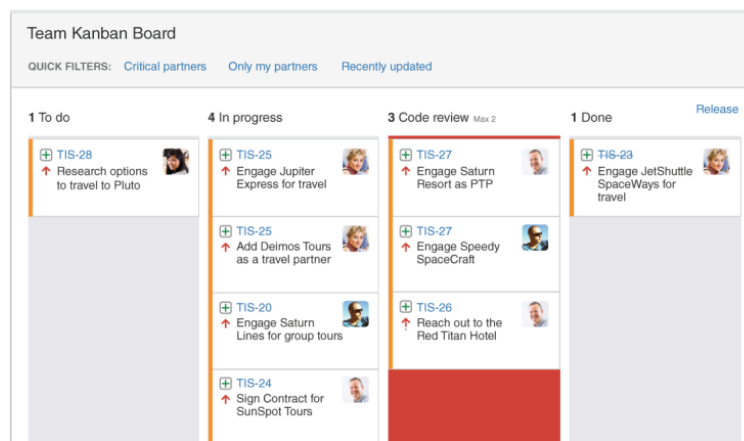 Team Kanban Board
QUICK FILTERS: Critical partners Only my partners Recently updated
Release
1 To do
TIS-28
Research options
to travel to Pluto
4 In progress
TIS-25
Engage Jupiter
Express for travel
TIS-25
Add Deimos Tours
as a travel partner
TIS-20
Engage Saturn
Lines for group tours
TIS-24
Sign Contract for
SunSpot Tours
3 Code review Max 2
TIS-27
Engage Saturn
Resort as PTP
TIS-27
Engage Speedy
SpaceCraft
TIS-26
Reach out to the
Red Titan Hotel
1 Done
TIS-23
Engage JetShuttle
SpaceWays for
travel